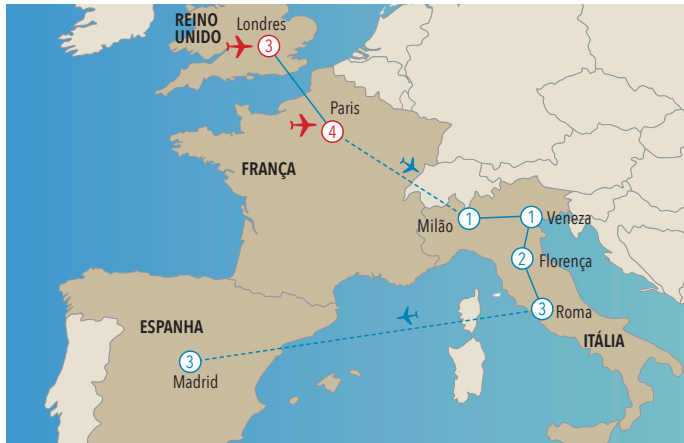 REINO
UNIDO
Londres
3
Paris
4
FRANÇA
Milão
1
1
Veneza
2
Florença
3
Roma
ITÁLIA
ESPANHA
3
Madrid